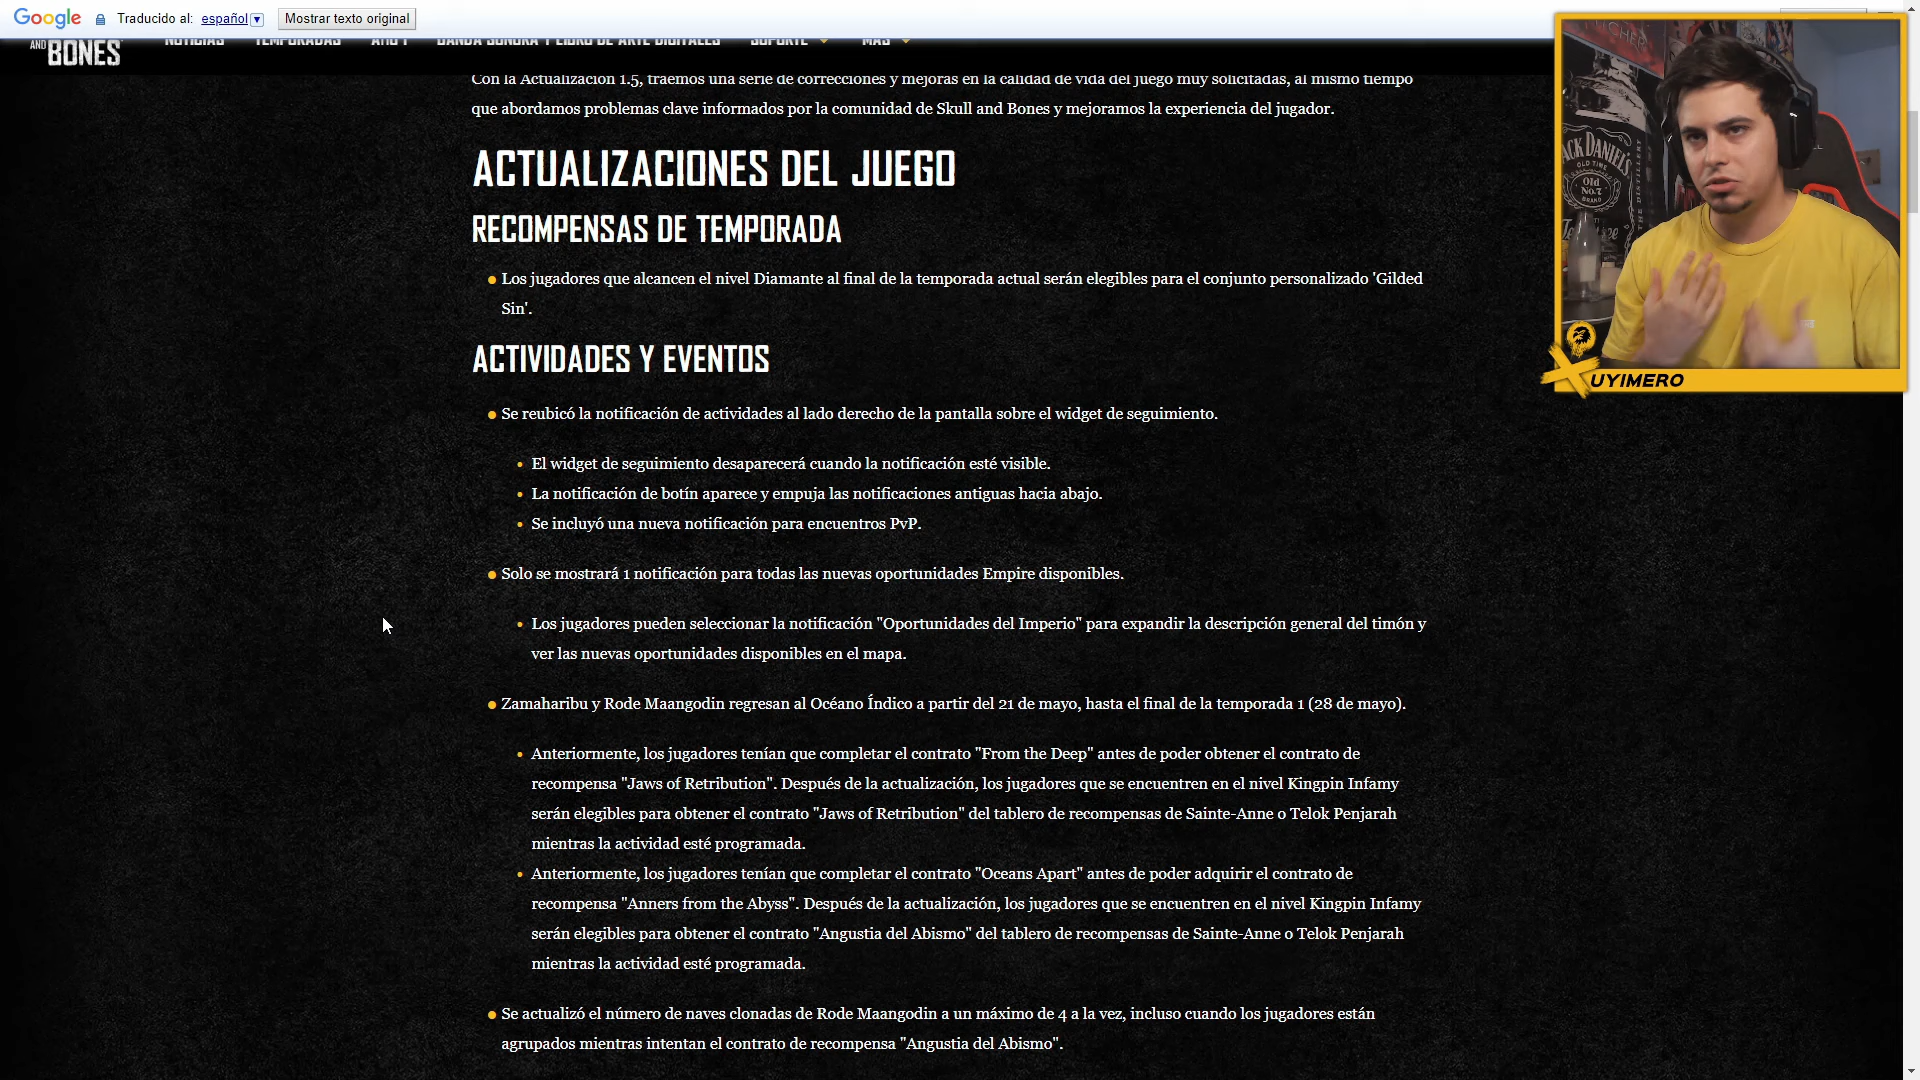 Google Traducido al: español Mostrar texto original
AND BONES NOTICIAS TEMPORADAS AÑO 1 BANDA SONORA Y LIBRO DE ARTE DIGITALES SOPORTE MÁS
Con la Actualización 1.5, traemos una serie de correcciones y mejoras en la calidad de vida del juego muy solicitadas, al mismo tiempo
que abordamos problemas clave informados por la comunidad de Skull and Bones y mejoramos la experiencia del jugador.
ACTUALIZACIONES DEL JUEGO
RECOMPENSAS DE TEMPORADA
Los jugadores que alcancen el nivel Diamante al final de la temporada actual serán elegibles para el conjunto personalizado 'Gilded
Sin'.
ACTIVIDADES Y EVENTOS
Se reubicó la notificación de actividades al lado derecho de la pantalla sobre el widget de seguimiento.
El widget de seguimiento desaparecerá cuando la notificación esté visible.
La notificación de botín aparece y empuja las notificaciones antiguas hacia abajo.
Se incluyó una nueva notificación para encuentros PvP.
Solo se mostrará 1 notificación para todas las nuevas oportunidades Empire disponibles.
Los jugadores pueden seleccionar la notificación "Oportunidades del Imperio" para expandir la descripción general del timón y
ver las nuevas oportunidades disponibles en el mapa.
Zamaharibu y Rode Maangodin regresan al Océano Índico a partir del 21 de mayo, hasta el final de la temporada 1 (28 de mayo).
Anteriormente, los jugadores tenían que completar el contrato "From the Deep" antes de poder obtener el contrato de
recompensa "Jaws of Retribution". Después de la actualización, los jugadores que se encuentren en el nivel Kingpin Infamy
serán elegibles para obtener el contrato "Jaws of Retribution" del tablero de recompensas de Sainte-Anne o Telok Penjarah
mientras la actividad esté programada.
Anteriormente, los jugadores tenían que completar el contrato "Oceans Apart" antes de poder adquirir el contrato de
recompensa "Anners from the Abyss". Después de la actualización, los jugadores que se encuentren en el nivel Kingpin Infamy
serán elegibles para obtener el contrato "Angustia del Abismo" del tablero de recompensas de Sainte-Anne o Telok Penjarah
mientras la actividad esté programada.
Se actualizó el número de naves clonadas de Rode Maangodin a un máximo de 4 a la vez, incluso cuando los jugadores están
agrupados mientras intentan el contrato de recompensa "Angustia del Abismo".
JACK DANIEL'S
OLD TIME
Old
No.7
BRAND
XUYIMERO